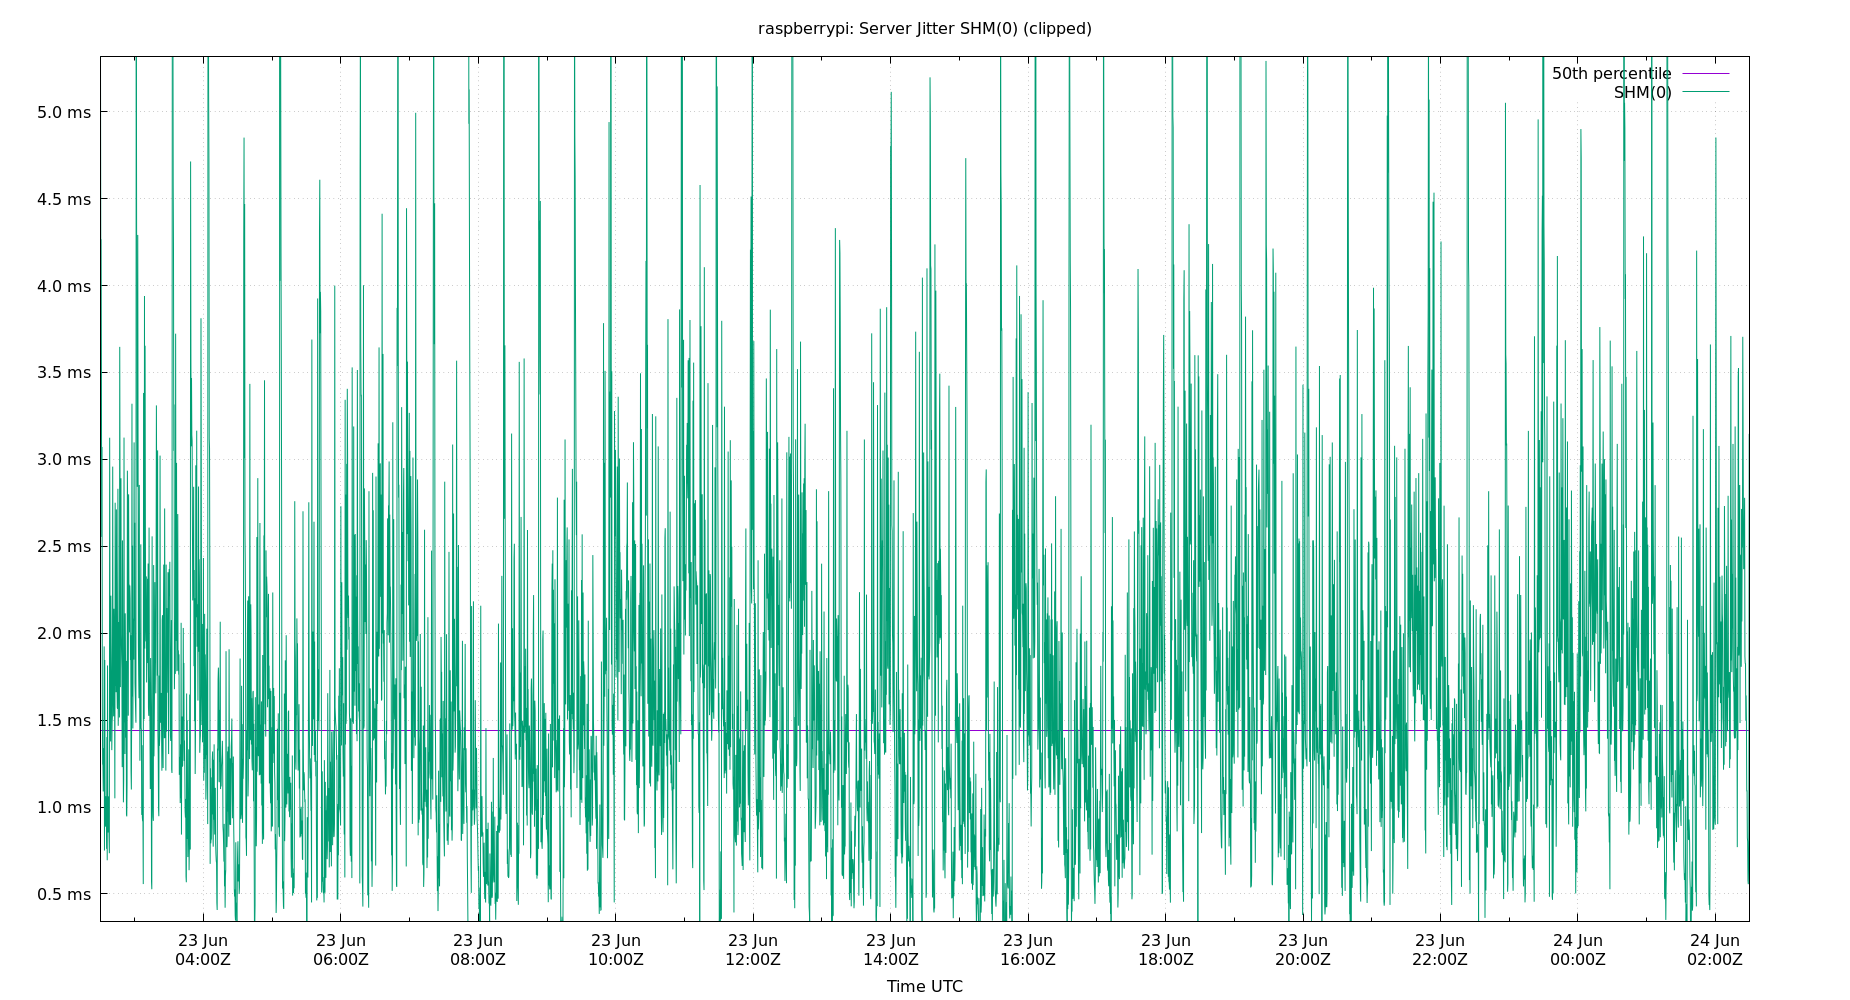 raspberrypi: Server Jitter SHM(0) (clipped)
50th percentile
SHM(0)
5.0 ms
4.5 ms
4.0 ms
3.5 ms
3.0 ms
2.5 ms
2.0 ms
1.5 ms
1.0 ms
0.5 ms
23 Jun 23 Jun 23 Jun 23 Jun 23 Jun 23 Jun 23 Jun 23 Jun 23 Jun 23 Jun 24 Jun 24 Jun
04:00Z 06:00Z 08:00Z 10:00Z 12:00Z 14:00Z 16:00Z 18:00Z 20:00Z 22:00Z 00:00Z 02:00Z
Time UTC